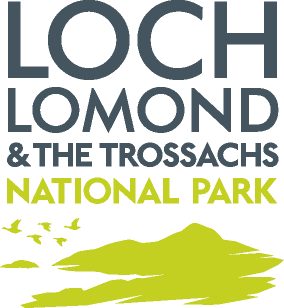 LOCH
LOMOND
& THE TROSSACHS
NATIONAL PARK